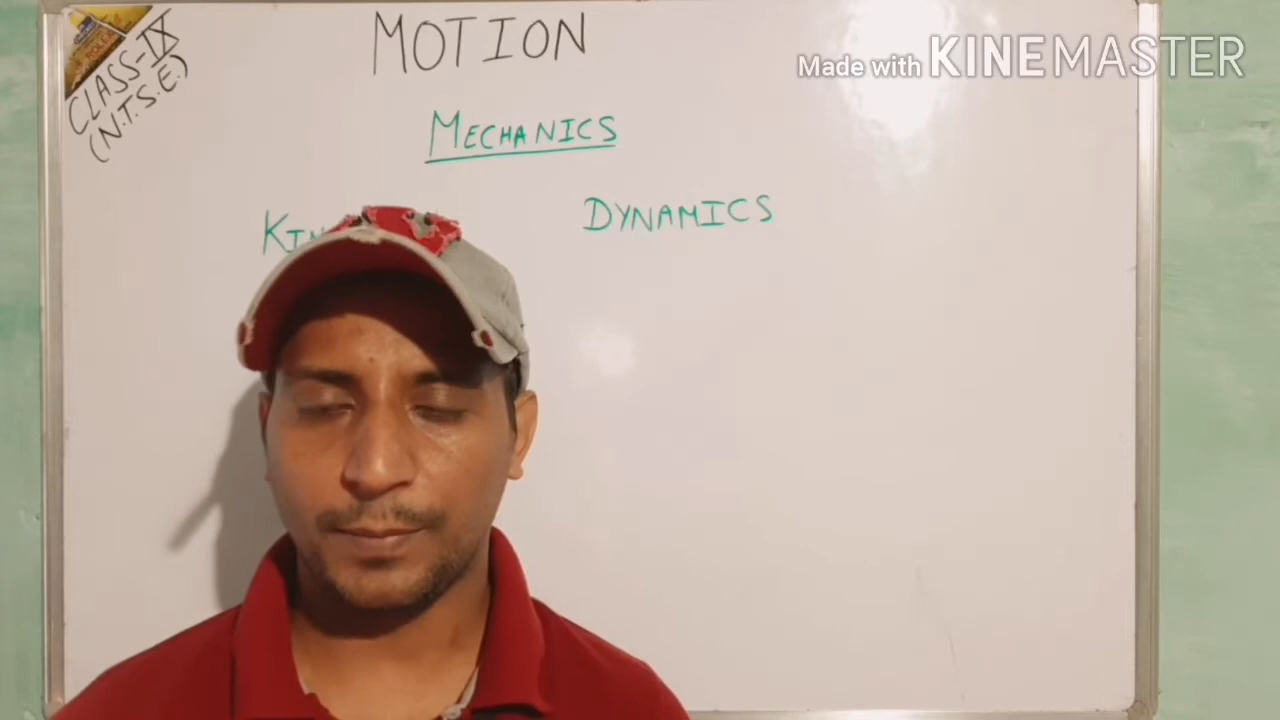 MOTION
Made with KINEMASTER
CLASS-IX
(N.T.S.E.)
MECHANICS
DYNAMICS